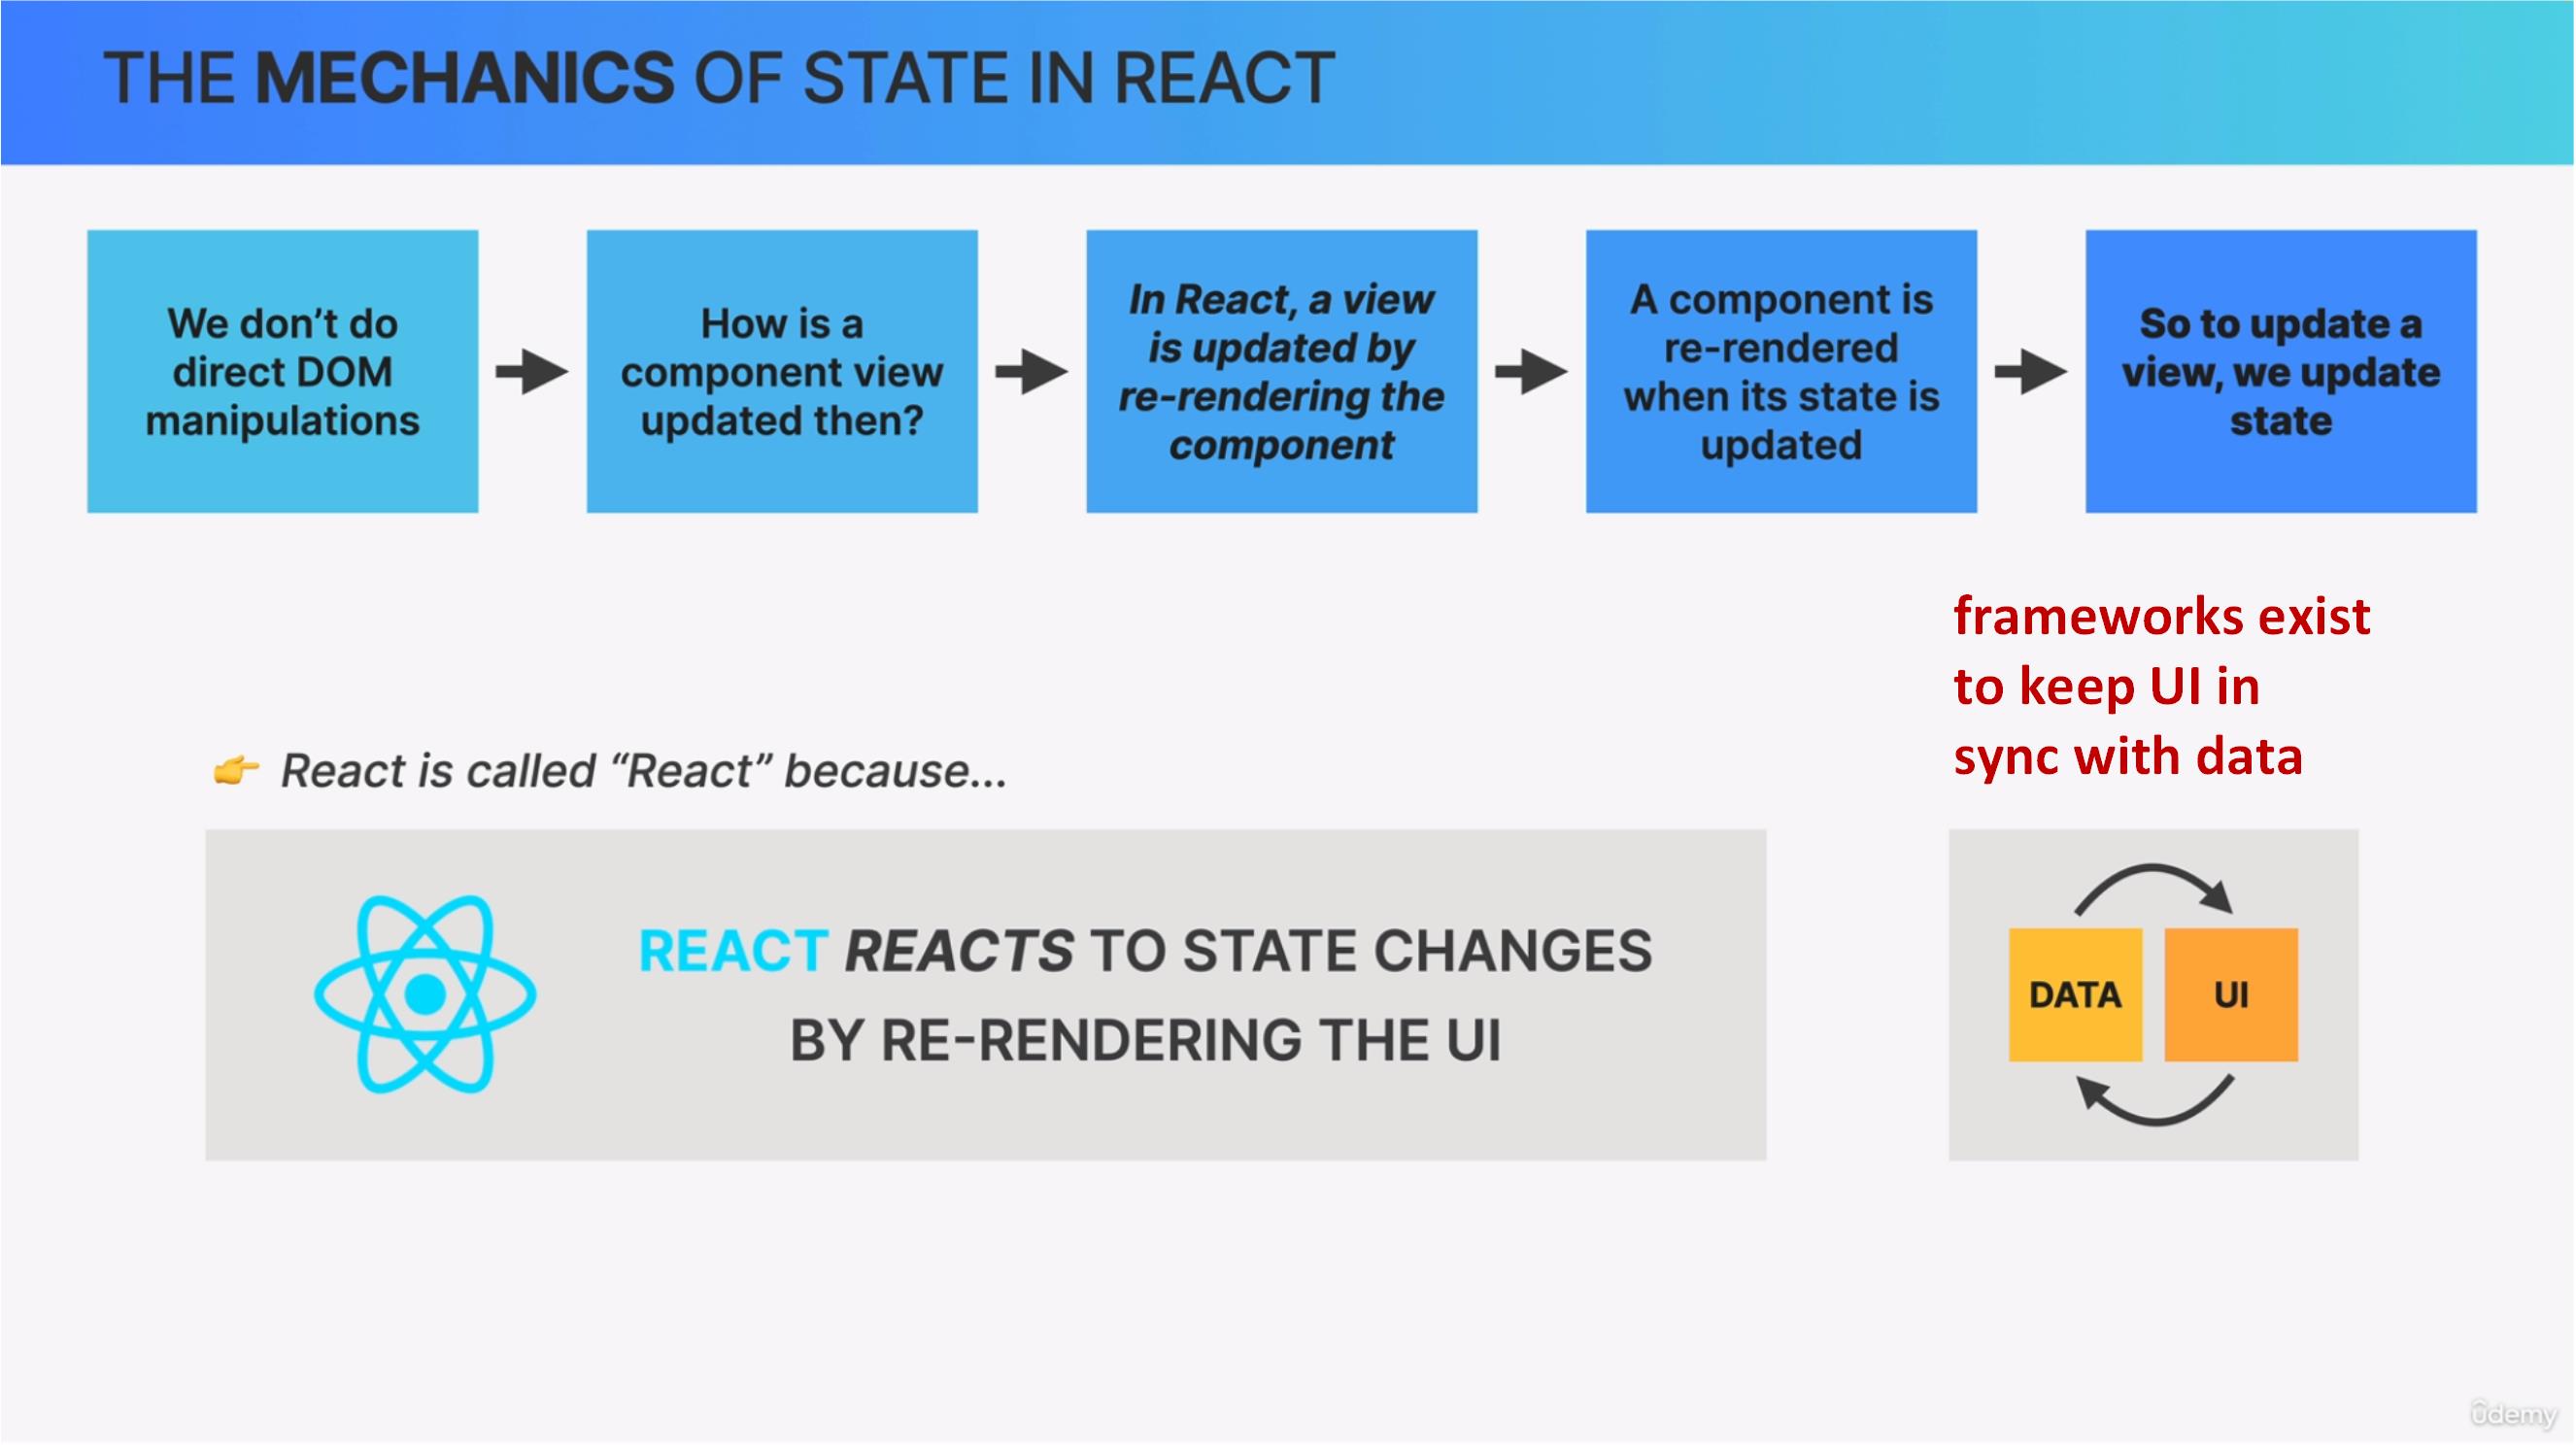 THE MECHANICS OF STATE IN REACT
We don’t do
direct DOM
manipulations
How is a
component view
updated then?
In React, a view
is updated by
re-rendering the
component
A component is
re-rendered
when its state is
updated
So to update a
view, we update
state
frameworks exist
to keep UI in
sync with data
👉 React is called “React” because...
REACT REACTS TO STATE CHANGES
BY RE-RENDERING THE UI
DATA
UI
ûdemy